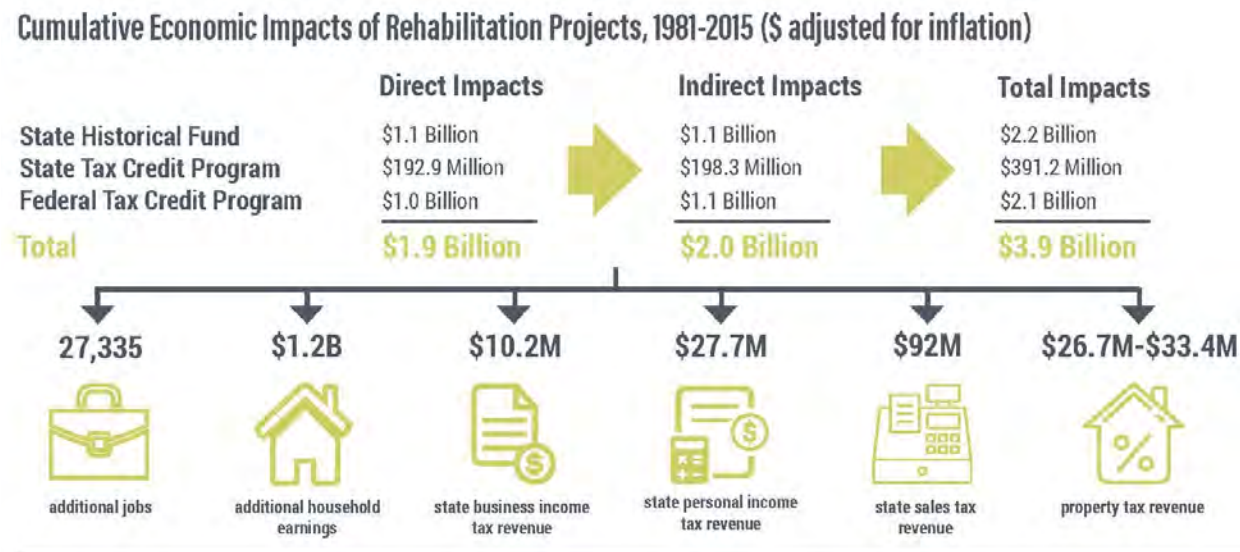 Cumulative Economic Impacts of Rehabilitation Projects, 1981-2015 ($ adjusted for inflation)
Direct Impacts Indirect Impacts Total Impacts
State Historical Fund $1.1 Billion $1.1 Billion $2.2 Billion
State Tax Credit Program $192.9 Million $198.3 Million $391.2 Million
Federal Tax Credit Program $1.0 Billion $1.1 Billion $2.1 Billion
Total $1.9 Billion $2.0 Billion $3.9 Billion
27,335 $1.2B $10.2M $27.7M $92M $26.7M-$33.4M
additional jobs
additional household
earnings
state business income
tax revenue
state personal income
tax revenue
state sales tax
revenue
property tax revenue